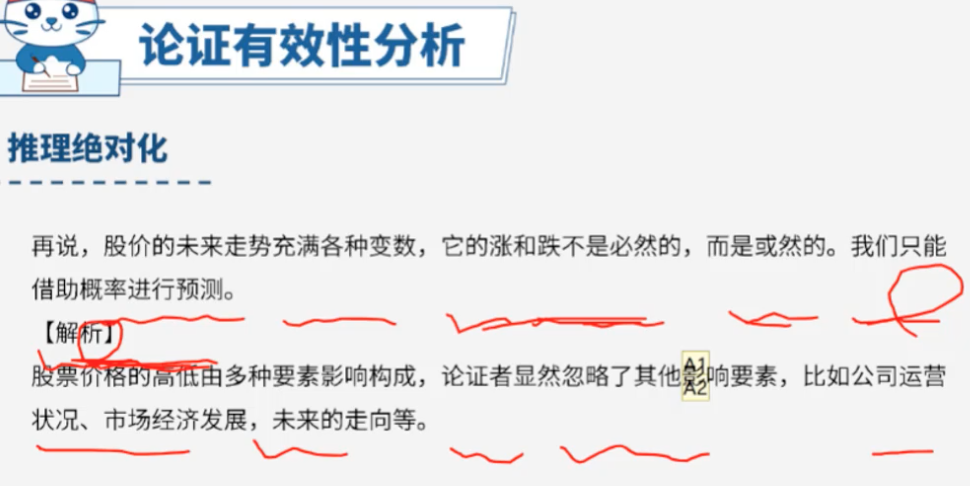 论证有效性分析
推理绝对化
再说，股价的未来走势充满各种变数，它的涨和跌不是必然的，而是或然的。我们只能
借助概率进行预测。
【解析】
股票价格的高低由多种要素影响构成，论证者显然忽略了其他影响要素，比如公司运营
状况、市场经济发展，未来的走向等。
A1
A2